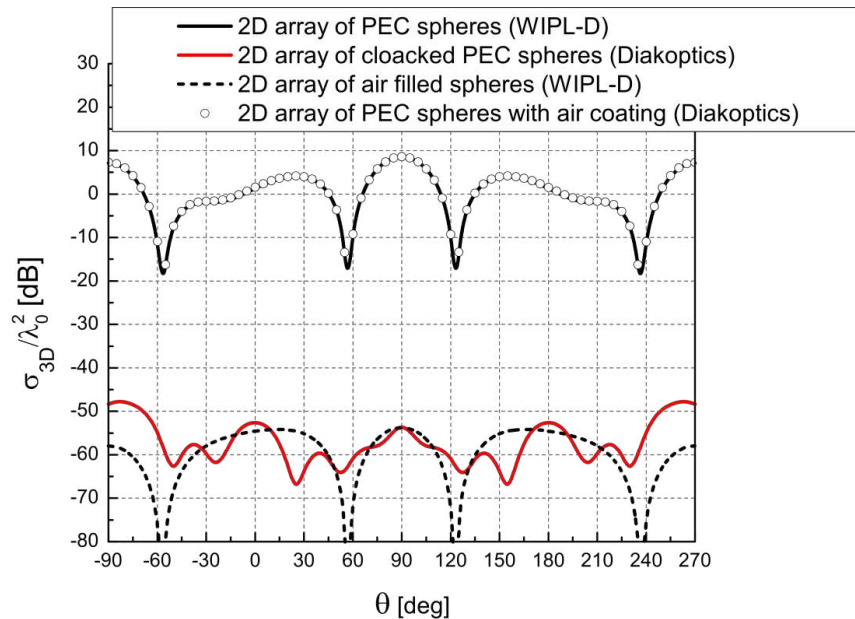 2D array of PEC spheres (WIPL-D)
2D array of cloacked PEC spheres (Diakoptics)
2D array of air filled spheres (WIPL-D)
2D array of PEC spheres with air coating (Diakoptics)
30
20
10
0
-10
-20
-30
-40
-50
-60
-70
-80
σ3D/λ0² [dB]
-90 -60 -30 0 30 60 90 120 150 180 210 240 270
θ [deg]